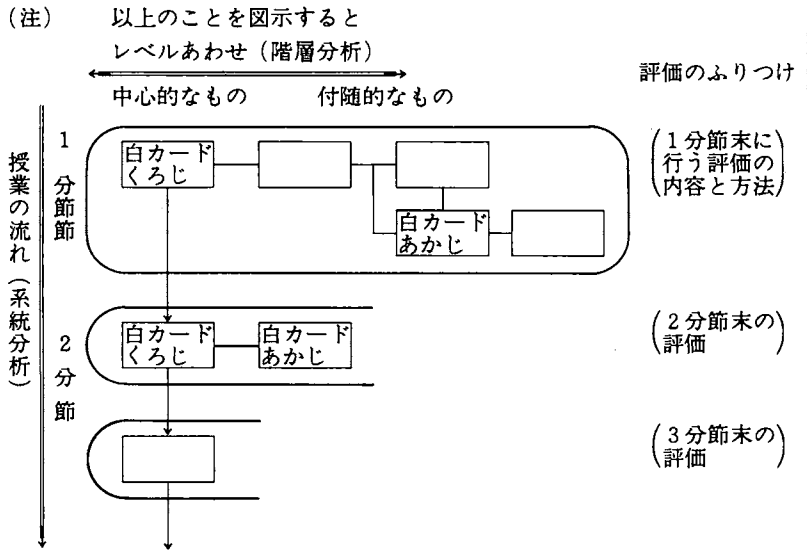 (注) 以上のことを図示すると
レベルあわせ(階層分析)
評価のふりつけ
中心的なもの 付随的なもの
授業の流れ(系統分析)
1分節節
白カード
くろじ
白カード
あかじ
(1分節末に
行う評価の
内容と方法)
2分節
白カード
くろじ
白カード
あかじ
(2分節末の
評価)
(3分節末の
評価)